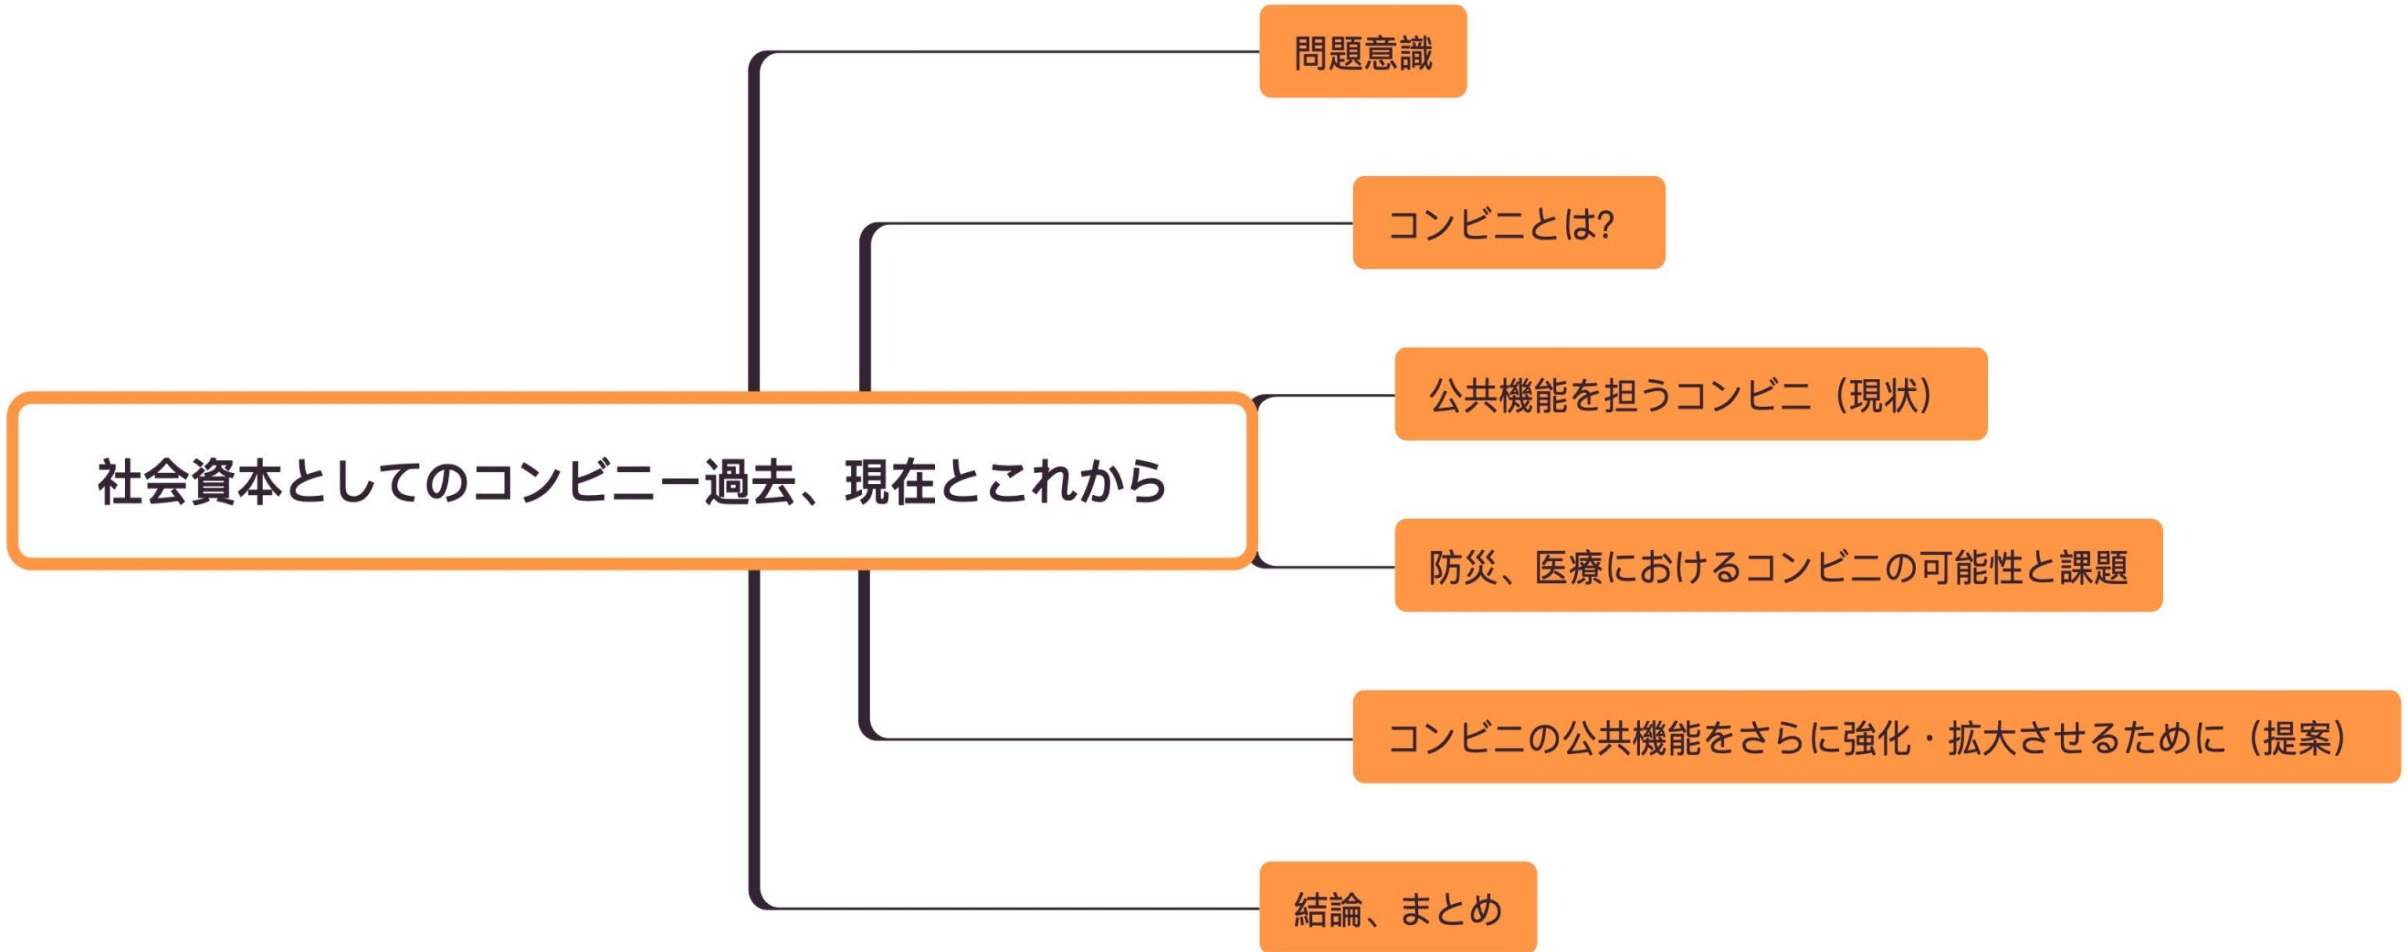 問題意識
コンビニとは?
公共機能を担うコンビニ（現状）
社会資本としてのコンビニー過去、現在とこれから
防災、医療におけるコンビニの可能性と課題
コンビニの公共機能をさらに強化・拡大させるために（提案）
結論、まとめ